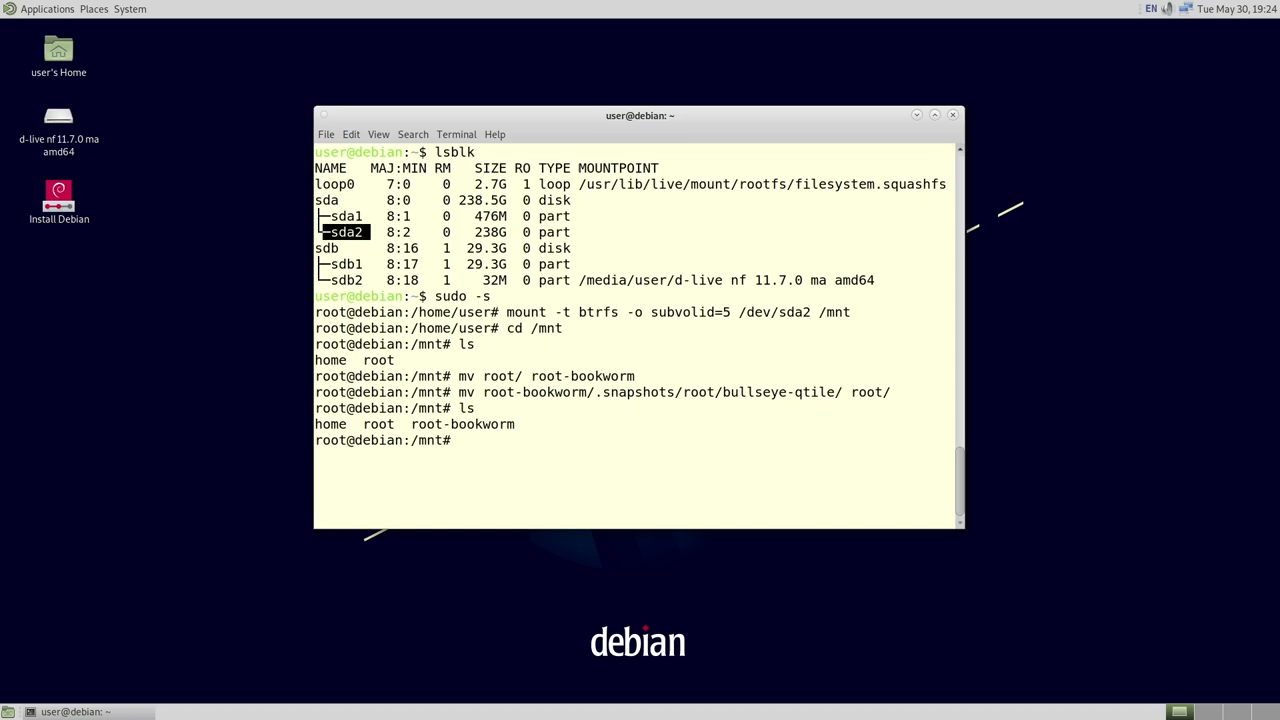 Applications Places System
EN
Tue May 30, 19:24
user's Home
d-live nf 11.7.0 ma
amd64
Install Debian
user@debian: ~
File Edit View Search Terminal Help
user@debian:~$ lsblk
NAME   MAJ:MIN RM   SIZE RO TYPE MOUNTPOINT
loop0    7:0    0   2.7G  1 loop /usr/lib/live/mount/rootfs/filesystem.squashfs
sda      8:0    0 238.5G  0 disk
├─sda1   8:1    0   476M  0 part
└─sda2   8:2    0   238G  0 part
sdb      8:16   1  29.3G  0 disk
├─sdb1   8:17   1  29.3G  0 part
└─sdb2   8:18   1    32M  0 part /media/user/d-live nf 11.7.0 ma amd64
user@debian:~$ sudo -s
root@debian:/home/user# mount -t btrfs -o subvolid=5 /dev/sda2 /mnt
root@debian:/home/user# cd /mnt
root@debian:/mnt# ls
home  root
root@debian:/mnt# mv root/ root-bookworm
root@debian:/mnt# mv root-bookworm/.snapshots/root/bullseye-qtile/ root/
root@debian:/mnt# ls
home  root  root-bookworm
root@debian:/mnt#
debian
user@debian: ~